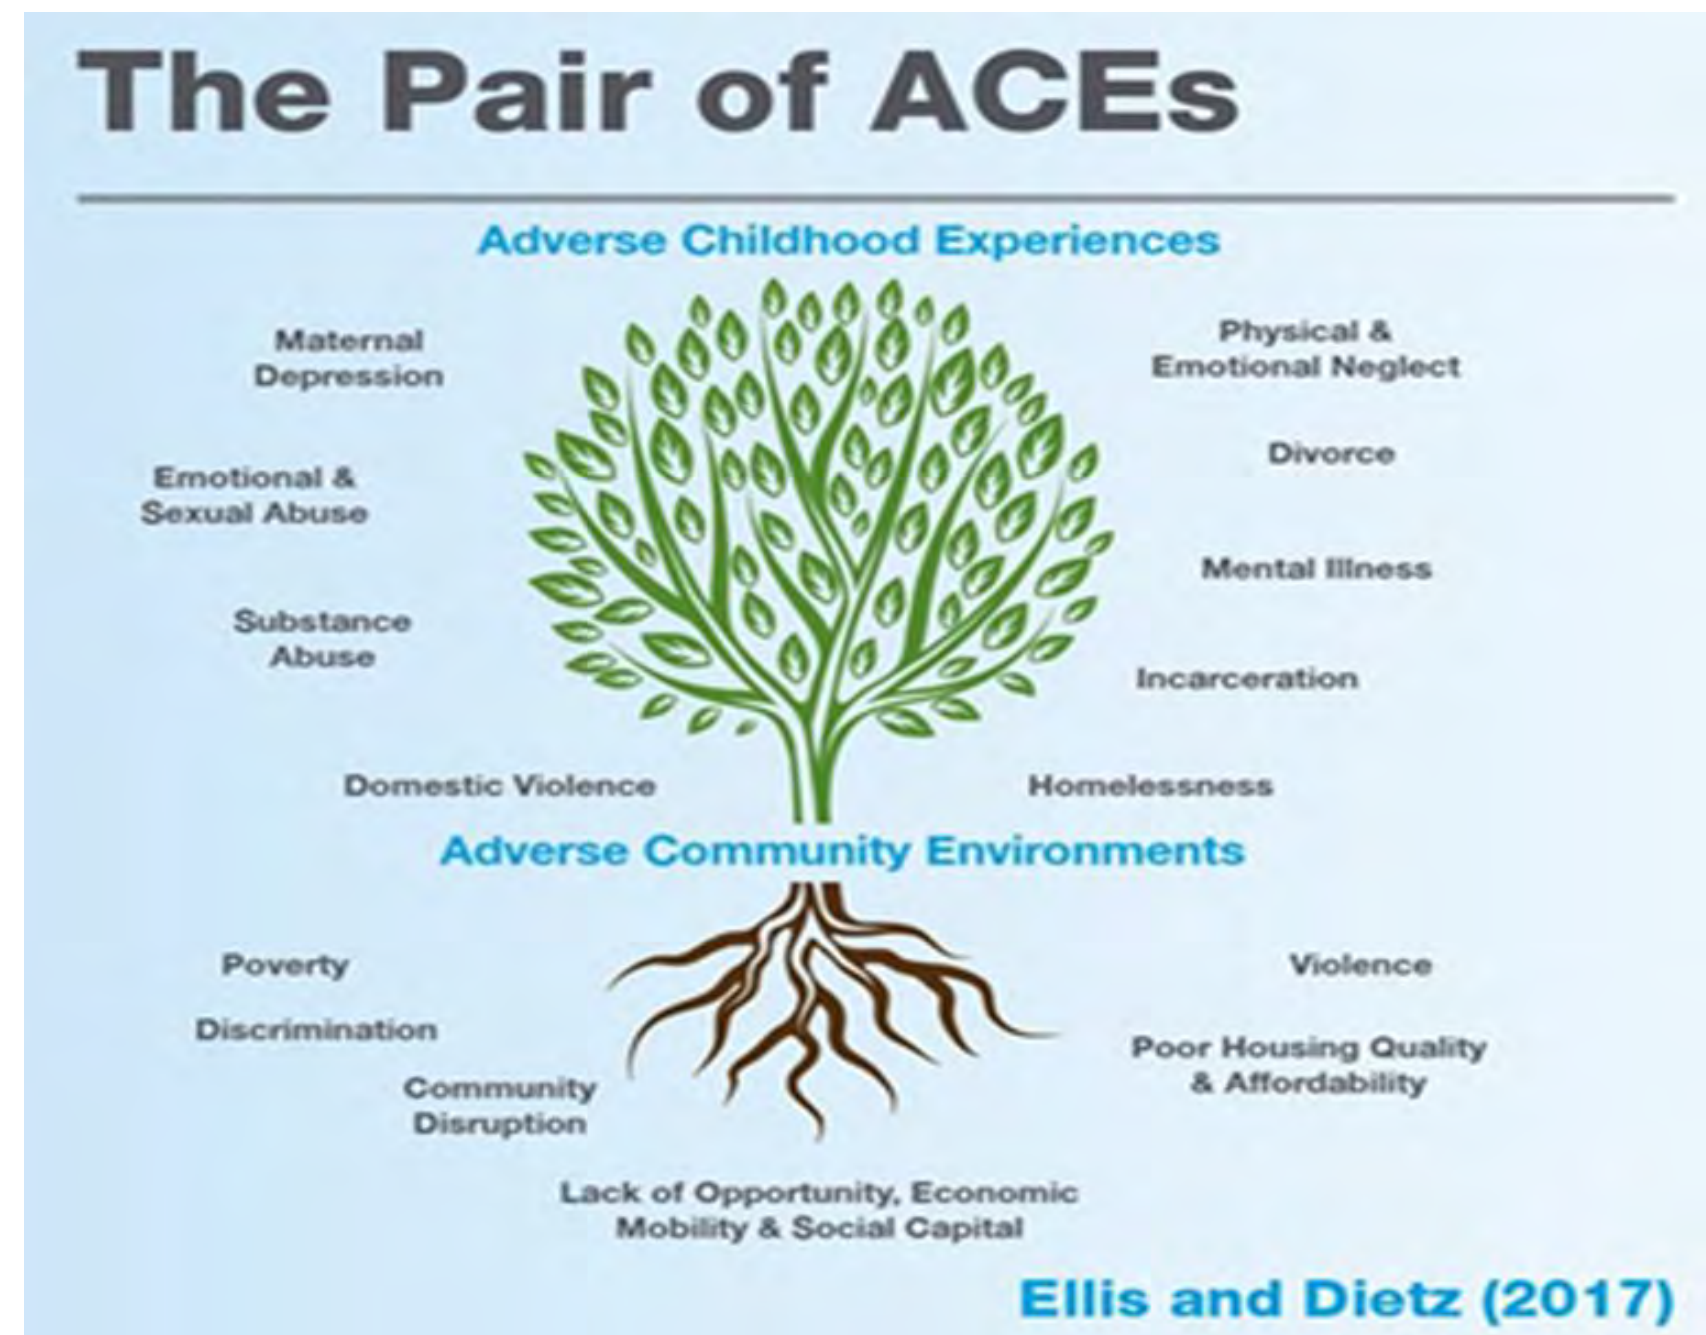 The Pair of ACEs
Adverse Childhood Experiences
Maternal
Depression
Physical &
Emotional Neglect
Emotional &
Sexual Abuse
Divorce
Substance
Abuse
Mental Illness
Incarceration
Domestic Violence
Homelessness
Adverse Community Environments
Poverty
Violence
Discrimination
Poor Housing Quality
& Affordability
Community
Disruption
Lack of Opportunity, Economic
Mobility & Social Capital
Ellis and Dietz (2017)